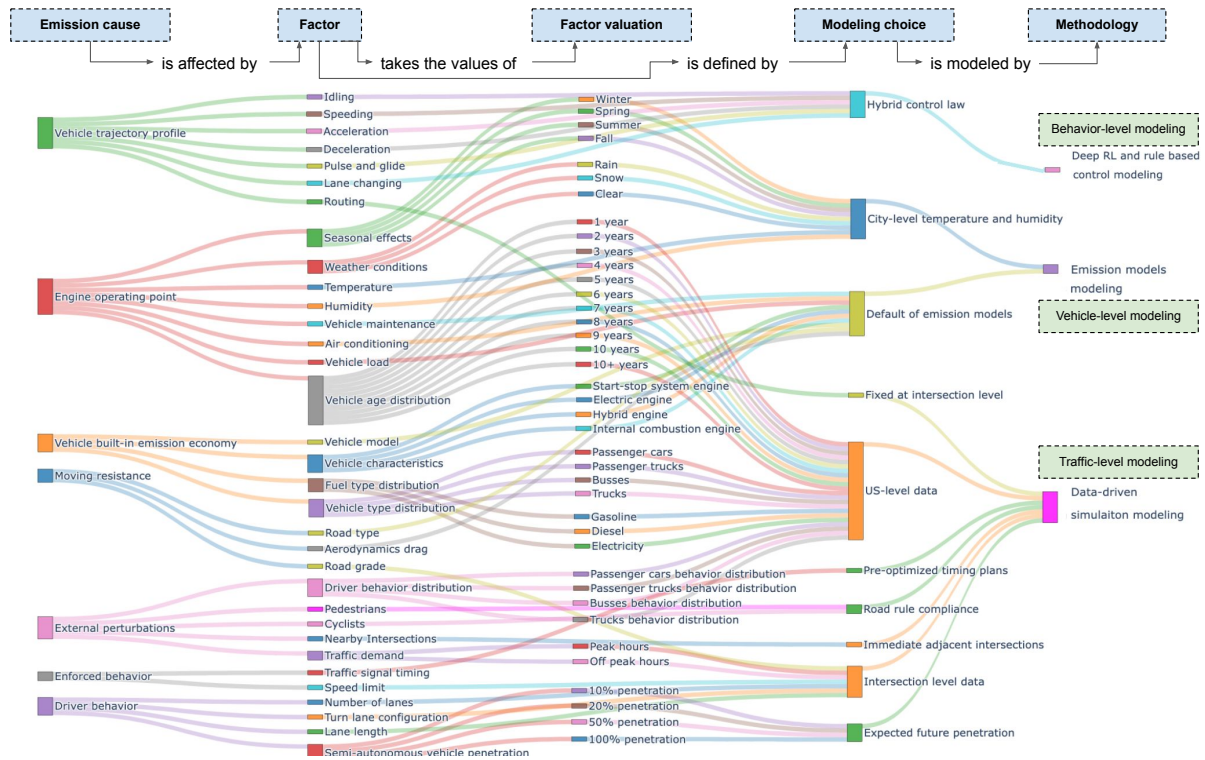 Emission cause
Factor
Factor valuation
Modeling choice
Methodology
is affected by
takes the values of
is defined by
is modeled by
Vehicle trajectory profile
Engine operating point
Vehicle built-in emission economy
Moving resistance
External perturbations
Enforced behavior
Driver behavior
Idling
Speeding
Acceleration
Deceleration
Pulse and glide
Lane changing
Routing
Seasonal effects
Weather conditions
Temperature
Humidity
Vehicle maintenance
Air conditioning
Vehicle load
Vehicle age distribution
Vehicle model
Vehicle characteristics
Fuel type distribution
Vehicle type distribution
Road type
Aerodynamics drag
Road grade
Driver behavior distribution
Pedestrians
Cyclists
Nearby Intersections
Traffic demand
Traffic signal timing
Speed limit
Number of lanes
Turn lane configuration
Lane length
Semi-autonomous vehicle penetration
Winter
Spring
Summer
Fall
Rain
Snow
Clear
1 year
2 years
3 years
4 years
5 years
6 years
7 years
8 years
9 years
10 years
10+ years
Start-stop system engine
Electric engine
Hybrid engine
Internal combustion engine
Passenger cars
Passenger trucks
Busses
Trucks
Gasoline
Diesel
Electricity
Passenger cars behavior distribution
Passenger trucks behavior distribution
Busses behavior distribution
Trucks behavior distribution
Peak hours
Off peak hours
10% penetration
20% penetration
50% penetration
100% penetration
Hybrid control law
City-level temperature and humidity
Default of emission models
Fixed at intersection level
US-level data
Pre-optimized timing plans
Road rule compliance
Immediate adjacent intersections
Intersection level data
Expected future penetration
Behavior-level modeling
Deep RL and rule based
control modeling
Emission models
modeling
Vehicle-level modeling
Traffic-level modeling
Data-driven
simulaiton modeling